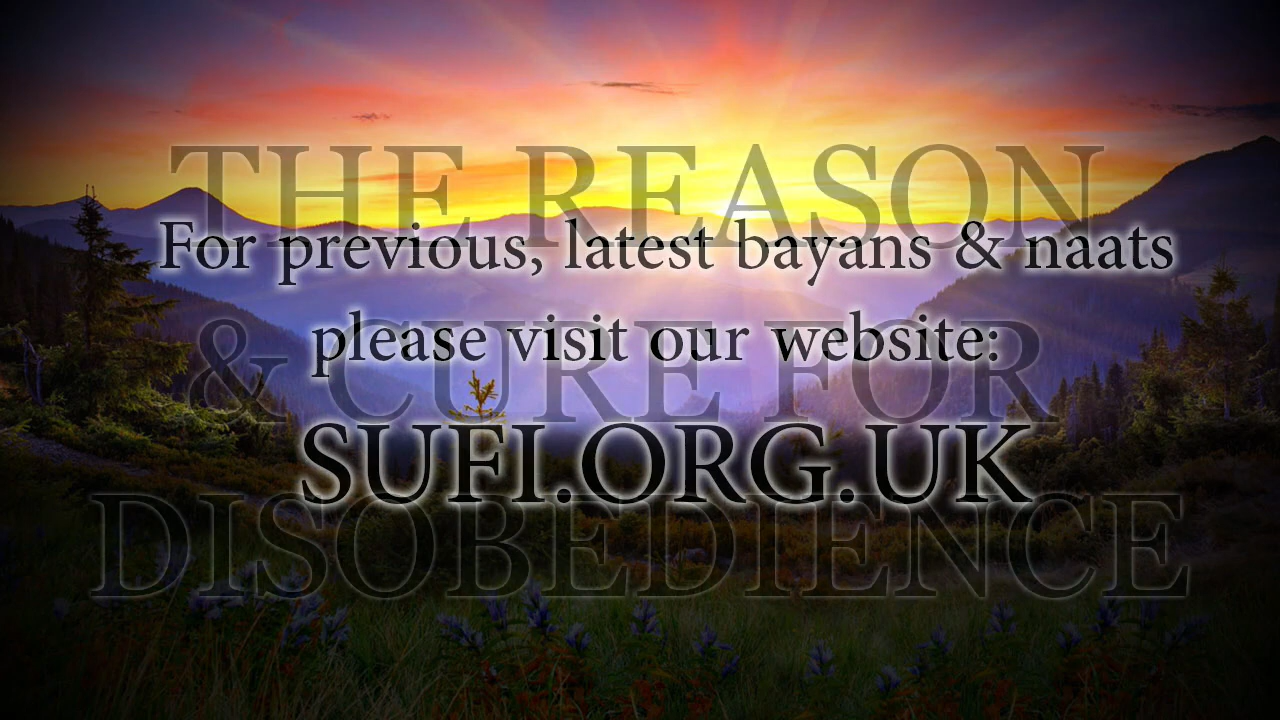 THE REASON
For previous, latest bayans & naats
please visit our website:
& CURE FOR
SUFI.ORG.UK
DISOBEDIENCE